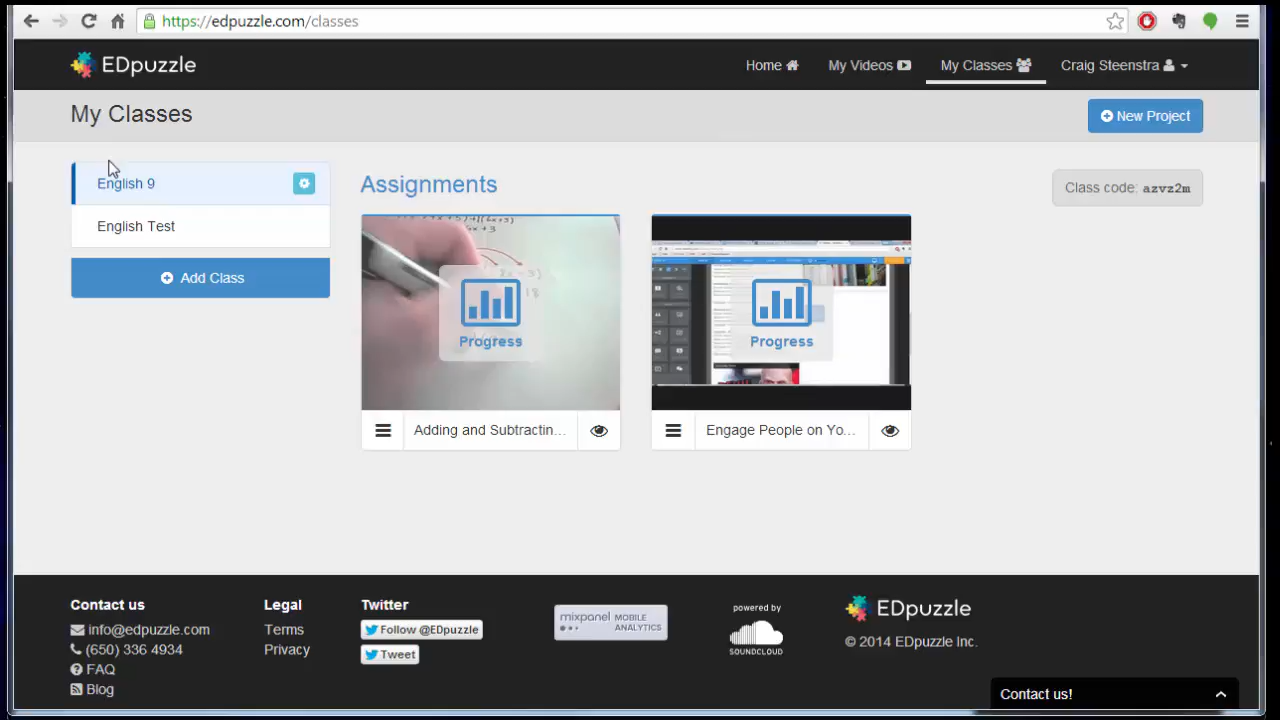 https://edpuzzle.com/classes
EDpuzzle
Home
My Videos
My Classes
Craig Steenstra
My Classes
New Project
English 9
English Test
Add Class
Assignments
Class code: azvz2m
Progress
Progress
Adding and Subtractin...
Engage People on Yo...
Contact us
info@edpuzzle.com
(650) 336 4934
FAQ
Blog
Legal
Terms
Privacy
Twitter
Follow @EDpuzzle
Tweet
mixpanel MOBILE
ANALYTICS
powered by
SOUNDCLOUD
EDpuzzle
© 2014 EDpuzzle Inc.
Contact us!